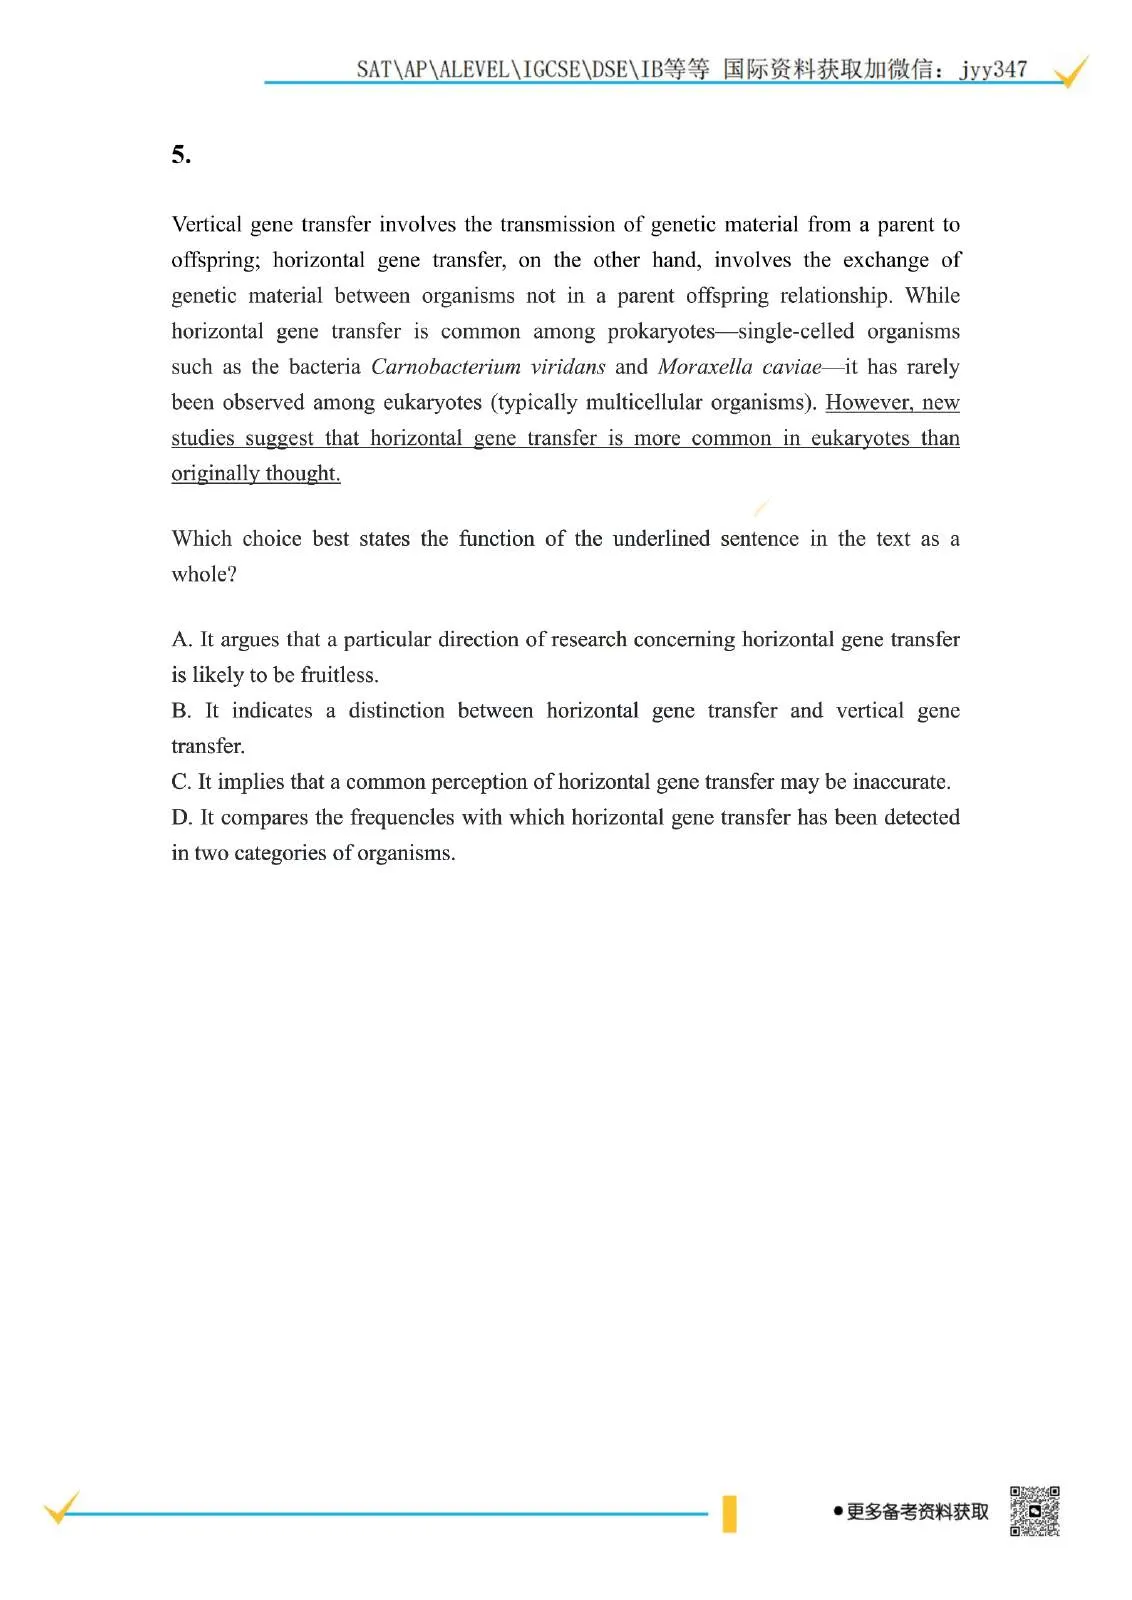 SAT\AP\ALEVEL\IGCSE\DSE\IB等等 国际资料获取加微信：jyy347
5.
Vertical gene transfer involves the transmission of genetic material from a parent to
offspring; horizontal gene transfer, on the other hand, involves the exchange of
genetic material between organisms not in a parent offspring relationship. While
horizontal gene transfer is common among prokaryotes—single-celled organisms
such as the bacteria Carnobacterium viridans and Moraxella caviae—it has rarely
been observed among eukaryotes (typically multicellular organisms). However, new
studies suggest that horizontal gene transfer is more common in eukaryotes than
originally thought.
Which choice best states the function of the underlined sentence in the text as a
whole?
A. It argues that a particular direction of research concerning horizontal gene transfer
is likely to be fruitless.
B. It indicates a distinction between horizontal gene transfer and vertical gene
transfer.
C. It implies that a common perception of horizontal gene transfer may be inaccurate.
D. It compares the frequencles with which horizontal gene transfer has been detected
in two categories of organisms.
●更多备考资料获取